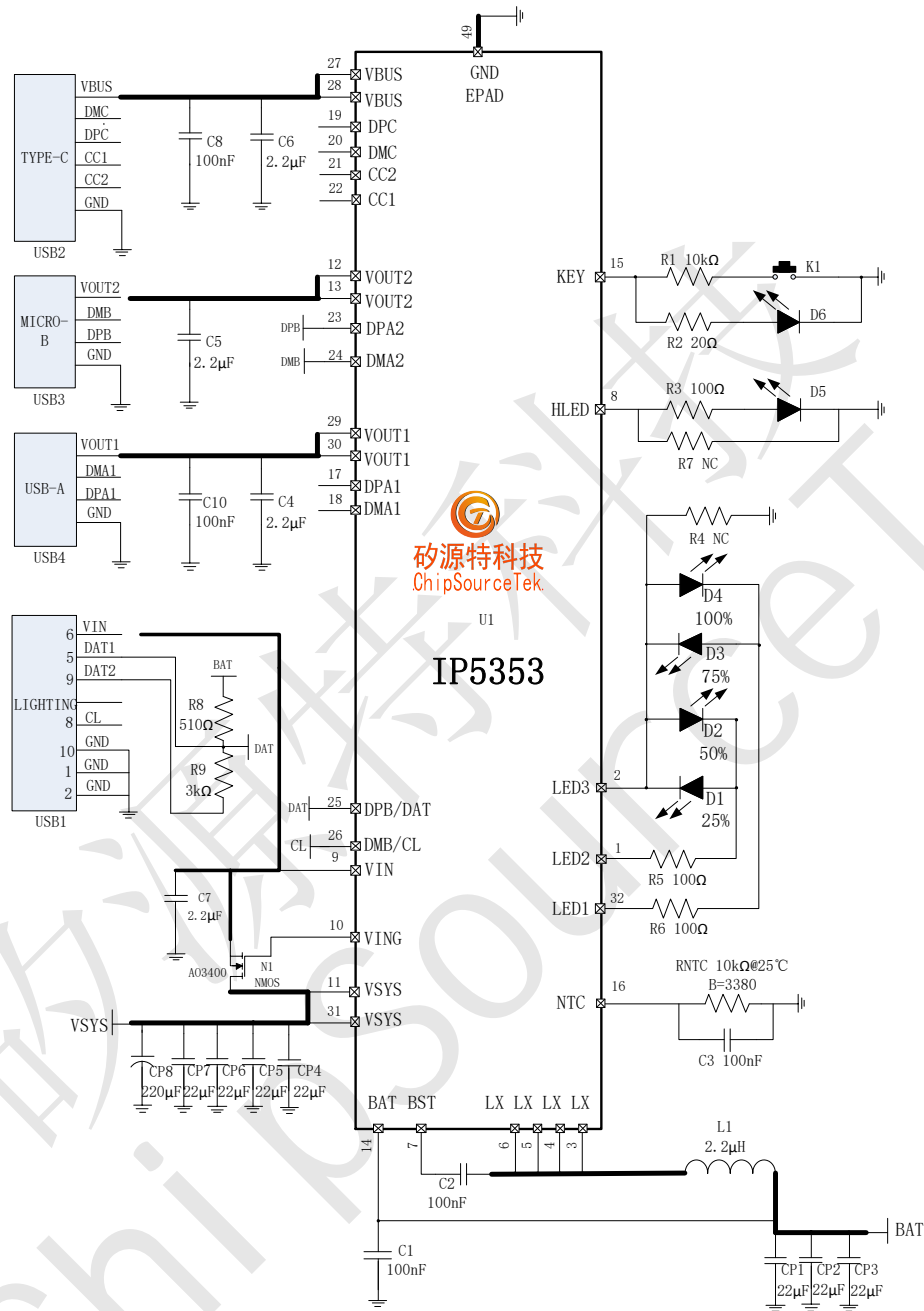 49
GND
EPAD
27
VBUS
28
VBUS
19
DPC
20
DMC
21
CC2
22
CC1
VBUS
DMC
DPC
CC1
CC2
GND
TYPE-C
USB2
C8
100nF
C6
2.2μF
12
VOUT2
13
VOUT2
23
DPB
DPA2
24
DMB
DMA2
VOUT2
DMB
DPB
GND
MICRO-
B
USB3
C5
2.2μF
29
VOUT1
30
VOUT1
17
DPA1
18
DMA1
VOUT1
DMA1
DPA1
GND
USB-A
USB4
C10
100nF
C4
2.2μF
KEY
15
R1 10kΩ
K1
R2 20Ω
D6
HLED
8
R3 100Ω
D5
R7 NC
矽源特科技
ChipSourceTek.
U1
IP5353
R4 NC
D4
100%
D3
75%
D2
50%
D1
25%
LED3
2
LED2
1
R5 100Ω
LED1
32
R6 100Ω
6 VIN
5 DAT1
9 DAT2
LIGHTING
8 CL
10 GND
1 GND
2 GND
USB1
BAT
R8
510Ω
DAT
R9
3kΩ
DAT
25
DPB/DAT
CL
26
DMB/CL
9
VIN
C7
2.2μF
10
VING
AO3400
N1
NMOS
11
VSYS
31
VSYS
VSYS
CP8
220μF
CP7
22μF
CP6
22μF
CP5
22μF
CP4
22μF
NTC
16
RNTC 10kΩ@25℃
B=3380
C3 100nF
BAT BST LX LX LX LX
14
7
6
5
4
3
C2
100nF
L1
2.2μH
C1
100nF
BAT
CP1
22μF
CP2
22μF
CP3
22μF
矽源特科技
ChipSourceT